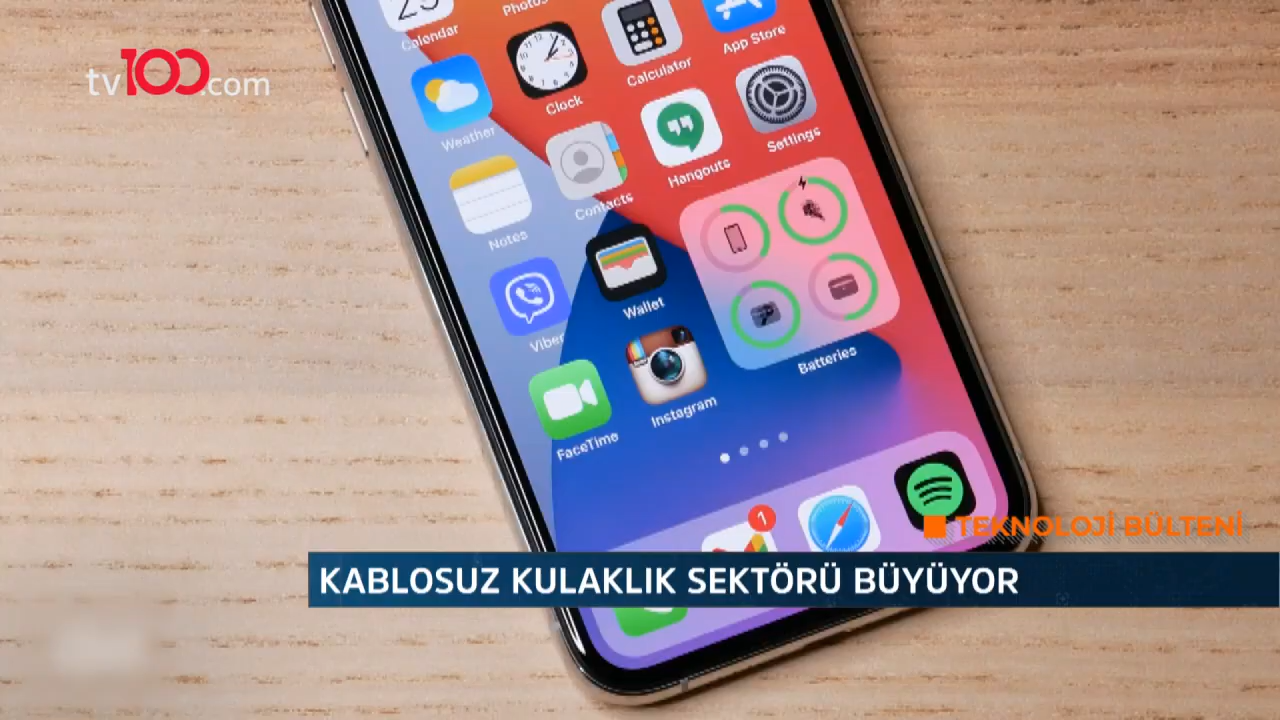 25
Calendar
Photos
tv100.com
Weather
Clock
Calculator
App Store
Notes
Contacts
Hangouts
Settings
Viber
Wallet
Batteries
FaceTime
Instagram
1
TEKNOLOJİ BÜLTENİ
KABLOSUZ KULAKLIK SEKTÖRÜ BÜYÜYOR